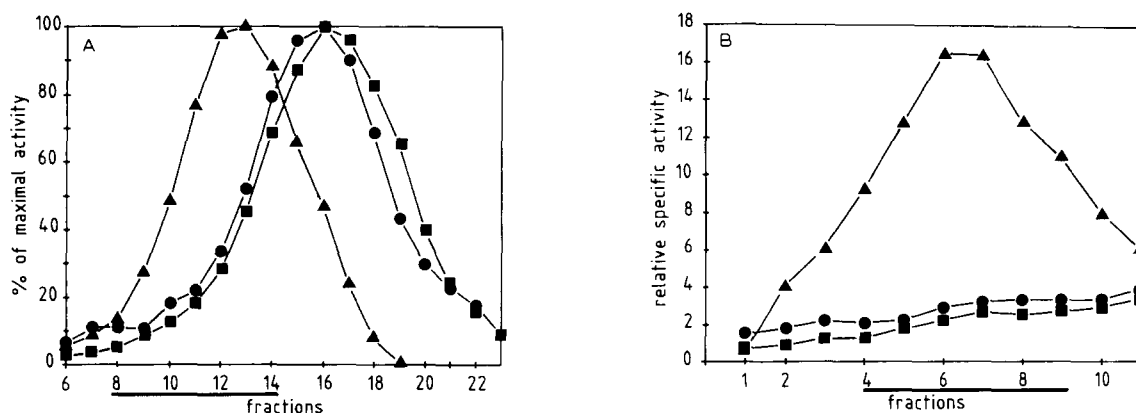 A
% of maximal activity
100
80
60
40
20
6 8 10 12 14 16 18 20 22
fractions
B
relative specific activity
18
16
14
12
10
8
6
4
2
0
1 2 4 6 8 10
fractions